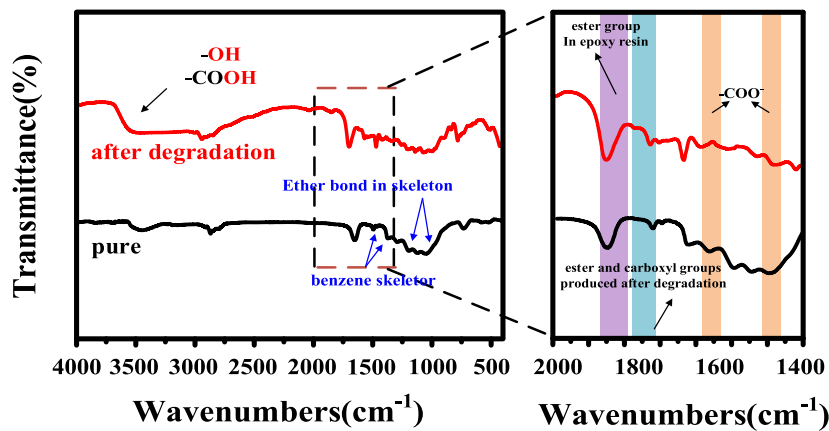 Transmittance(%)
-OH
-COOH
after degradation
Ether bond in skeleton
pure
benzene skeletor
4000 3500 3000 2500 2000 1500 1000 500
Wavenumbers(cm⁻¹)
ester group
In epoxy resin
-COO⁻
ester and carboxyl groups
produced after degradation
2000 1800 1600 1400
Wavenumbers(cm⁻¹)